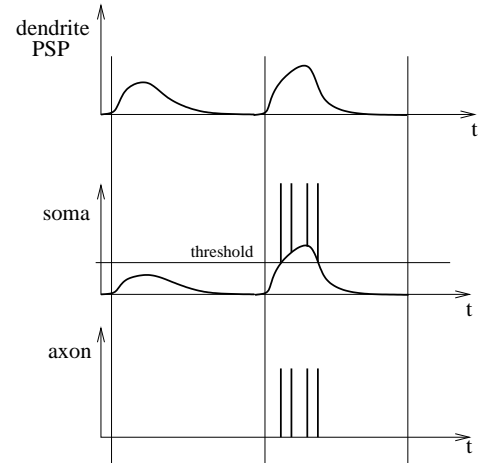 dendrite
PSP
t
soma
threshold
t
axon
t